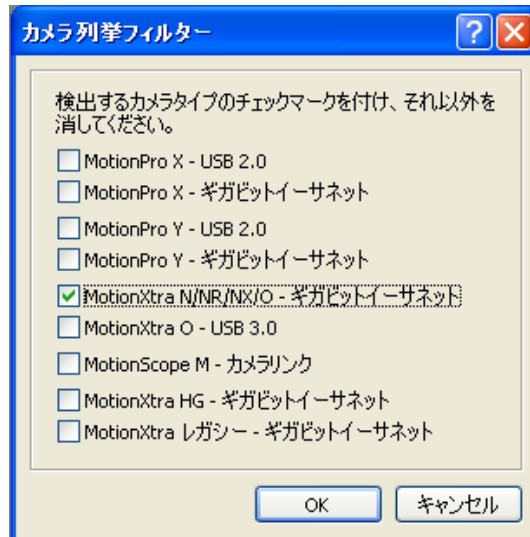 カメラ列挙フィルター
検出するカメラタイプのチェックマークを付け、それ以外を
消してください。
MotionPro X - USB 2.0
MotionPro X - ギガビットイーサネット
MotionPro Y - USB 2.0
MotionPro Y - ギガビットイーサネット
MotionXtra N/NR/NX/O - ギガビットイーサネット
MotionXtra O - USB 3.0
MotionScope M - カメラリンク
MotionXtra HG - ギガビットイーサネット
MotionXtra レガシー - ギガビットイーサネット
OK キャンセル